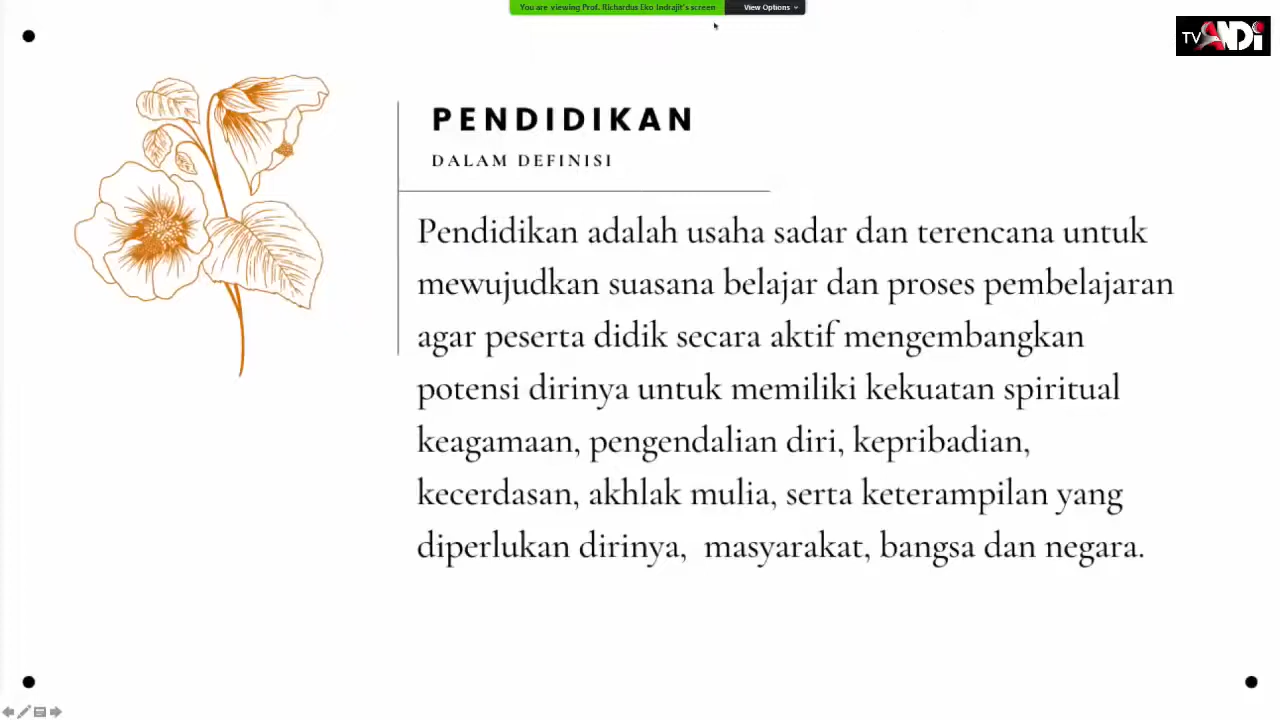 You are viewing Prof. Richardus Eko Indrajit's screen View Options
TV ANDi
PENDIDIKAN
DALAM DEFINISI
Pendidikan adalah usaha sadar dan terencana untuk
mewujudkan suasana belajar dan proses pembelajaran
agar peserta didik secara aktif mengembangkan
potensi dirinya untuk memiliki kekuatan spiritual
keagamaan, pengendalian diri, kepribadian,
kecerdasan, akhlak mulia, serta keterampilan yang
diperlukan dirinya,  masyarakat, bangsa dan negara.